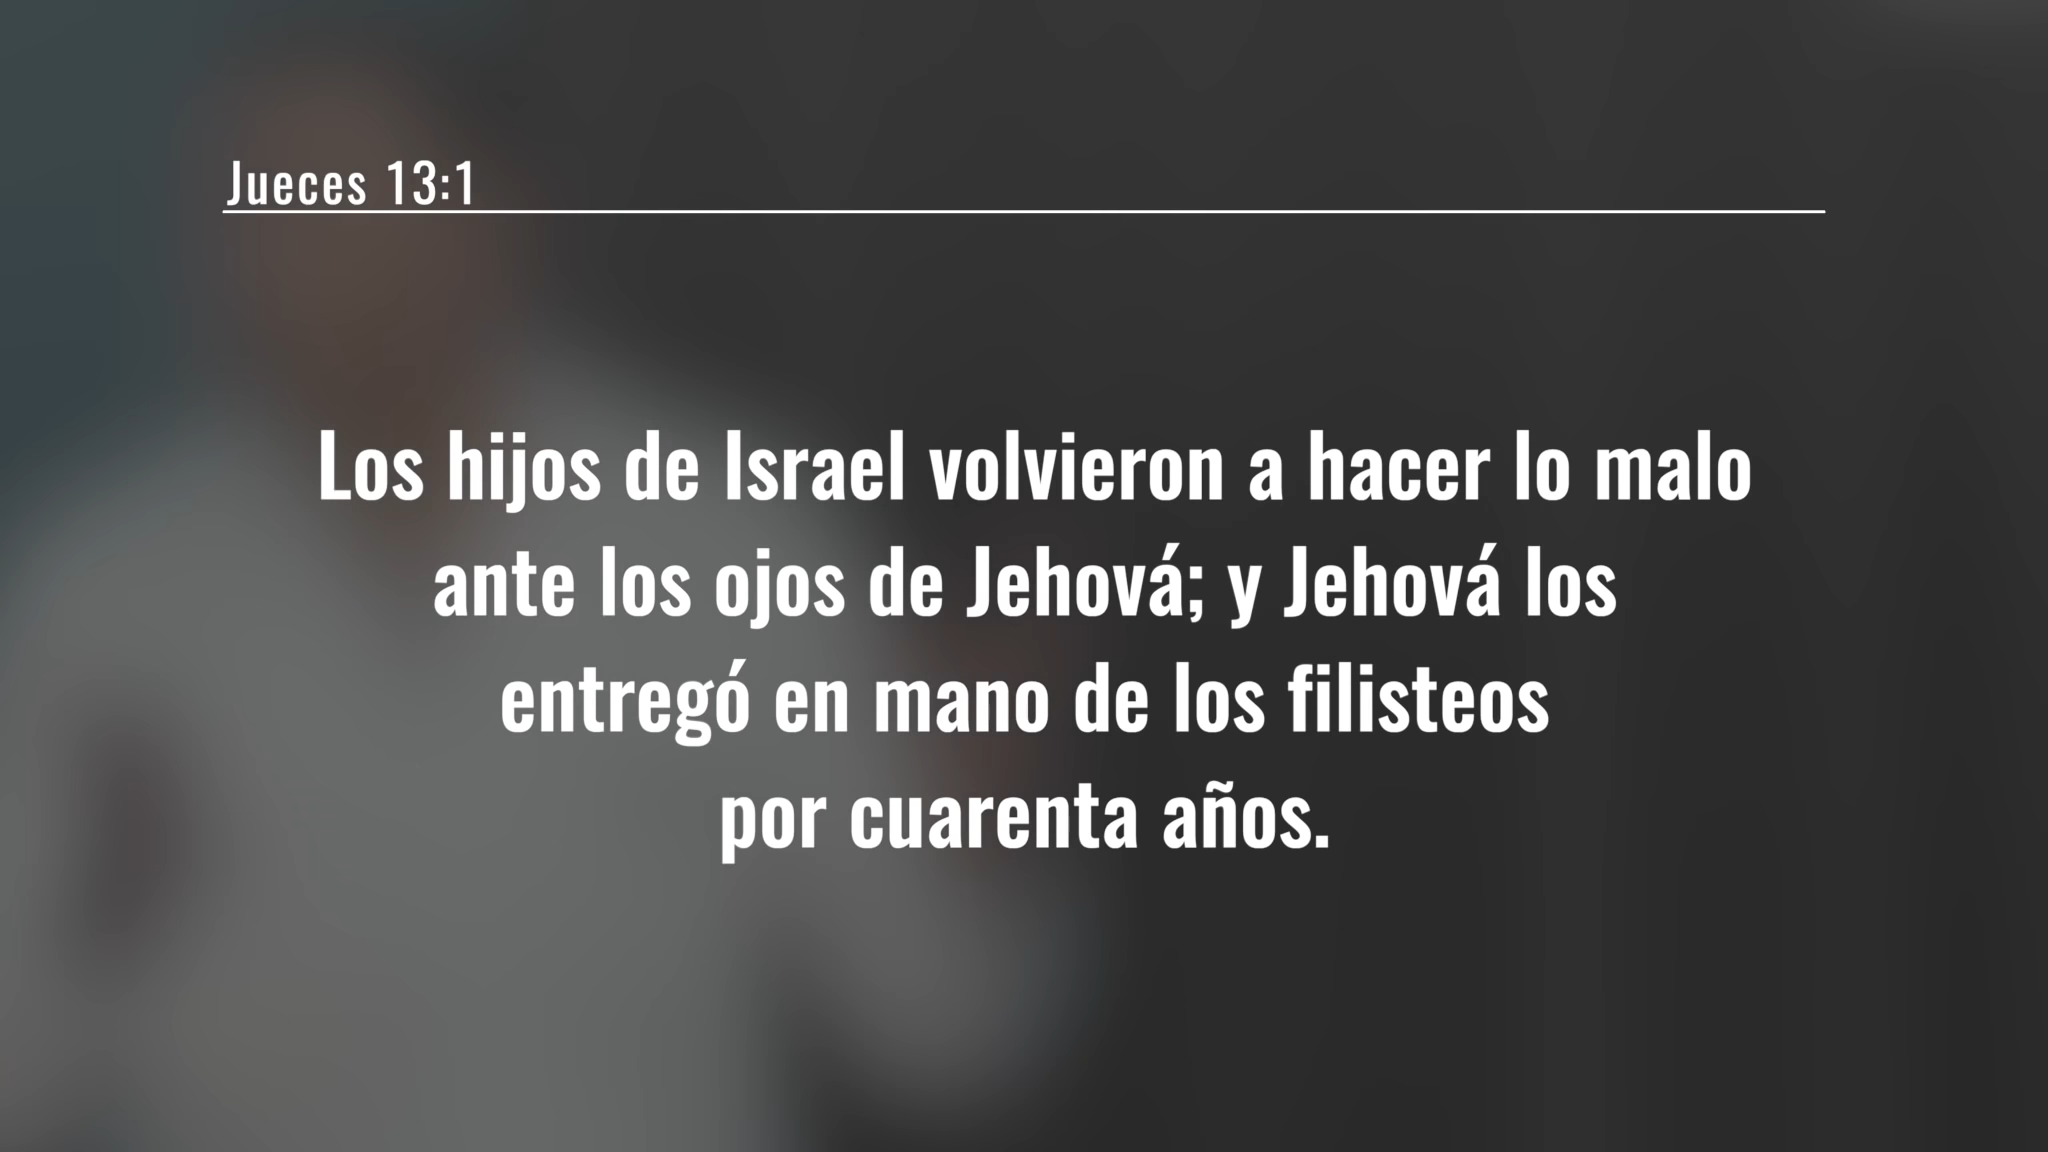 Jueces 13:1
Los hijos de Israel volvieron a hacer lo malo
ante los ojos de Jehová; y Jehová los
entregó en mano de los filisteos
por cuarenta años.